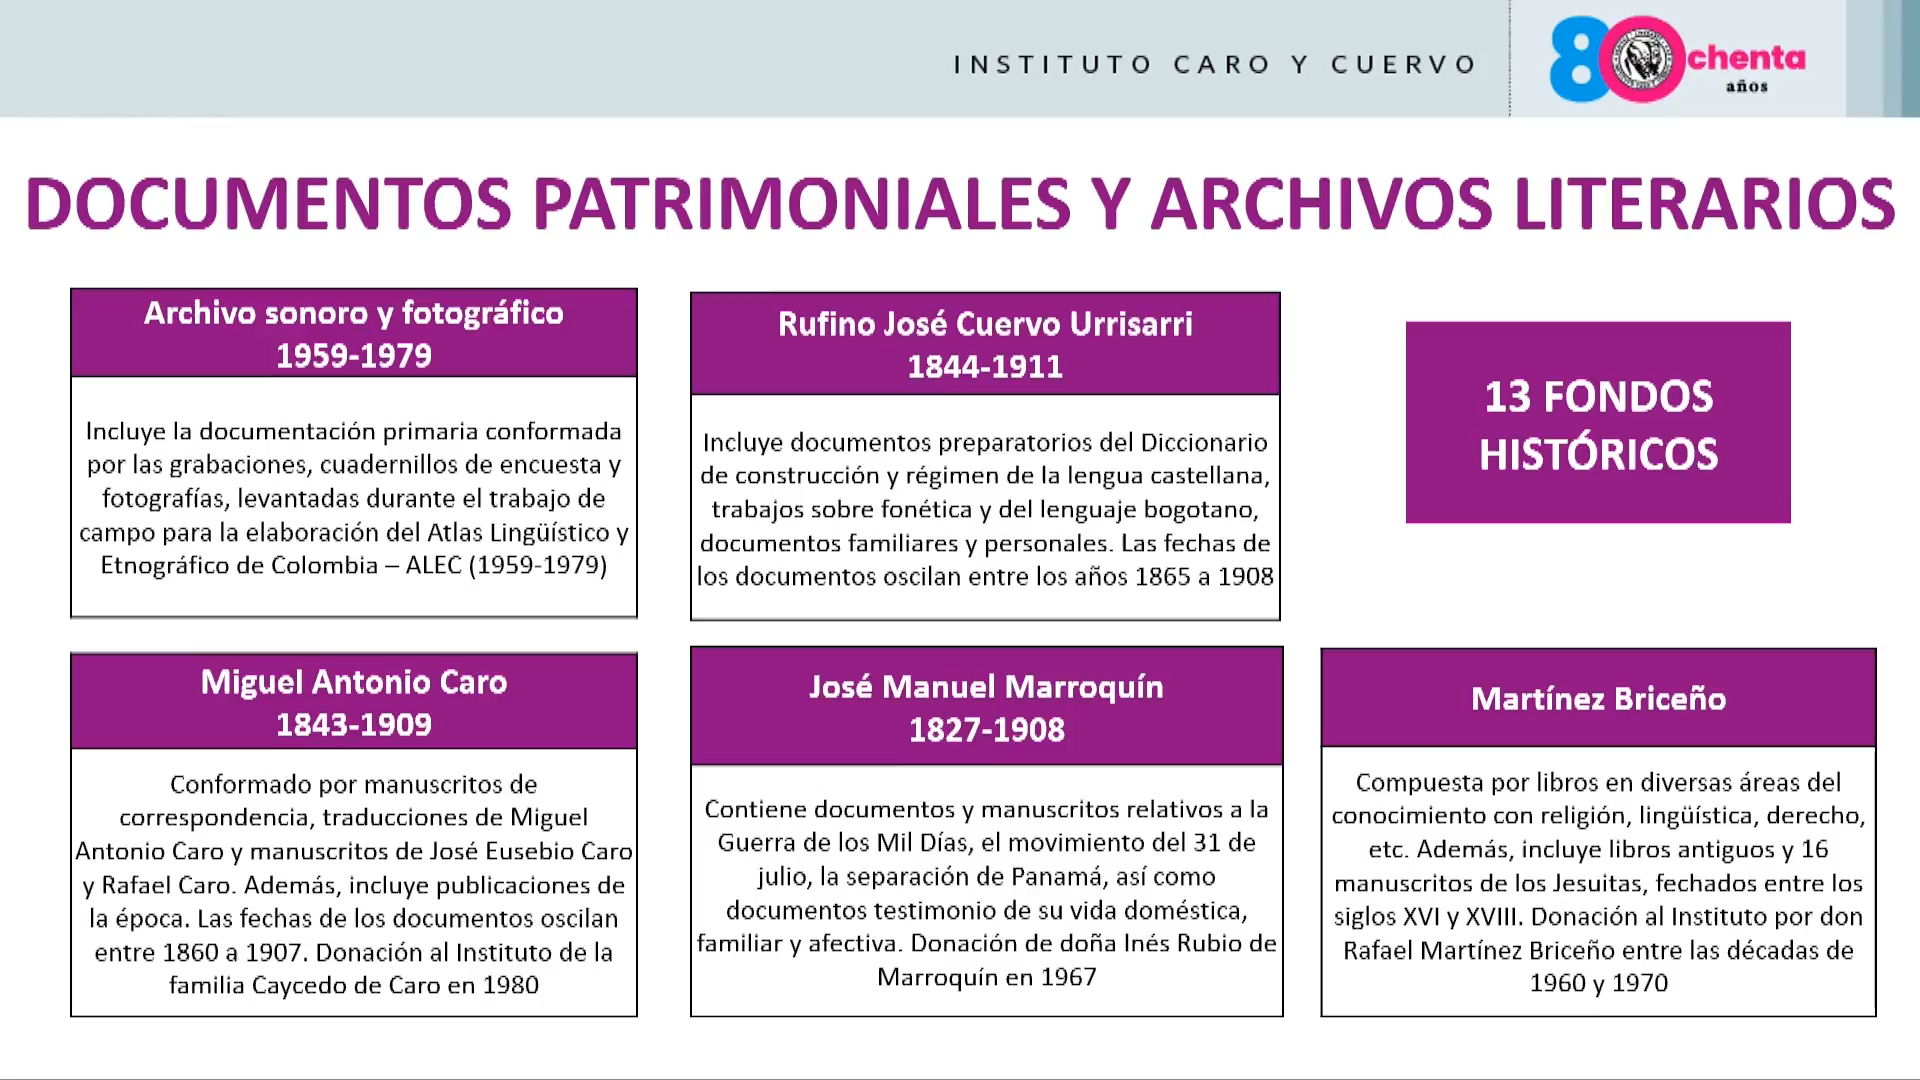 INSTITUTO CARO Y CUERVO
80chenta
años
DOCUMENTOS PATRIMONIALES Y ARCHIVOS LITERARIOS
Archivo sonoro y fotográfico
1959-1979
Incluye la documentación primaria conformada
por las grabaciones, cuadernillos de encuesta y
fotografías, levantadas durante el trabajo de
campo para la elaboración del Atlas Lingüístico y
Etnográfico de Colombia – ALEC (1959-1979)
Rufino José Cuervo Urrisarri
1844-1911
Incluye documentos preparatorios del Diccionario
de construcción y régimen de la lengua castellana,
trabajos sobre fonética y del lenguaje bogotano,
documentos familiares y personales. Las fechas de
los documentos oscilan entre los años 1865 a 1908
13 FONDOS
HISTÓRICOS
Miguel Antonio Caro
1843-1909
Conformado por manuscritos de
correspondencia, traducciones de Miguel
Antonio Caro y manuscritos de José Eusebio Caro
y Rafael Caro. Además, incluye publicaciones de
la época. Las fechas de los documentos oscilan
entre 1860 a 1907. Donación al Instituto de la
familia Caycedo de Caro en 1980
José Manuel Marroquín
1827-1908
Contiene documentos y manuscritos relativos a la
Guerra de los Mil Días, el movimiento del 31 de
julio, la separación de Panamá, así como
documentos testimonio de su vida doméstica,
familiar y afectiva. Donación de doña Inés Rubio de
Marroquín en 1967
Martínez Briceño
Compuesta por libros en diversas áreas del
conocimiento con religión, lingüística, derecho,
etc. Además, incluye libros antiguos y 16
manuscritos de los Jesuitas, fechados entre los
siglos XVI y XVIII. Donación al Instituto por don
Rafael Martínez Briceño entre las décadas de
1960 y 1970